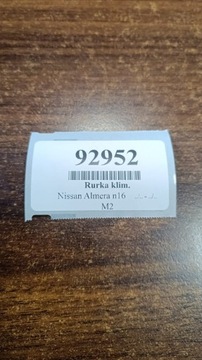 92952
Rurka klim.
Nissan Almera n16
M2